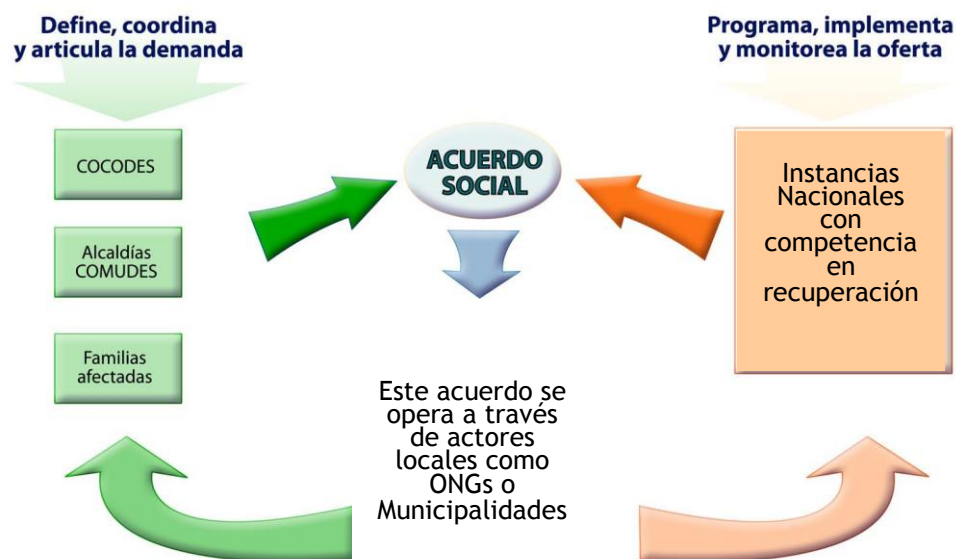 Define, coordina
y articula la demanda
COCODES
Alcaldías
COMUDES
Familias
afectadas
ACUERDO
SOCIAL
Este acuerdo se
opera a través
de actores
locales como
ONGs o
Municipalidades
Programa, implementa
y monitorea la oferta
Instancias
Nacionales
con
competencia
en
recuperación